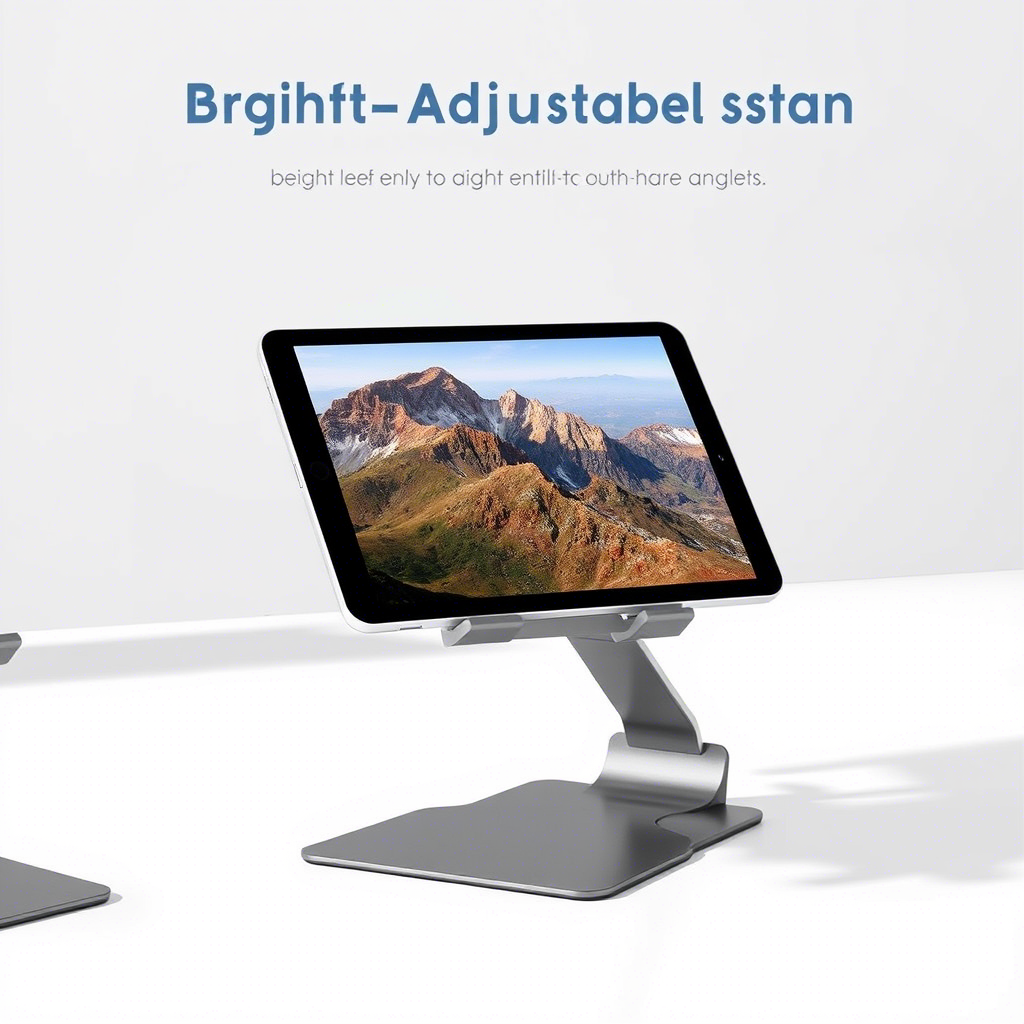 Brgihft–Adjustabel sstan
beight leef enly to aight entill-tc outh-hare anglets.